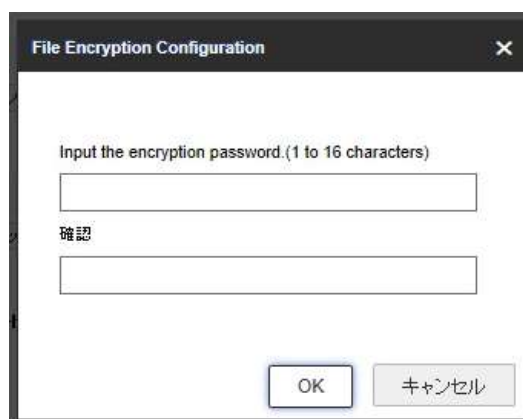 File Encryption Configuration
Input the encryption password.(1 to 16 characters)
確認
OK キャンセル